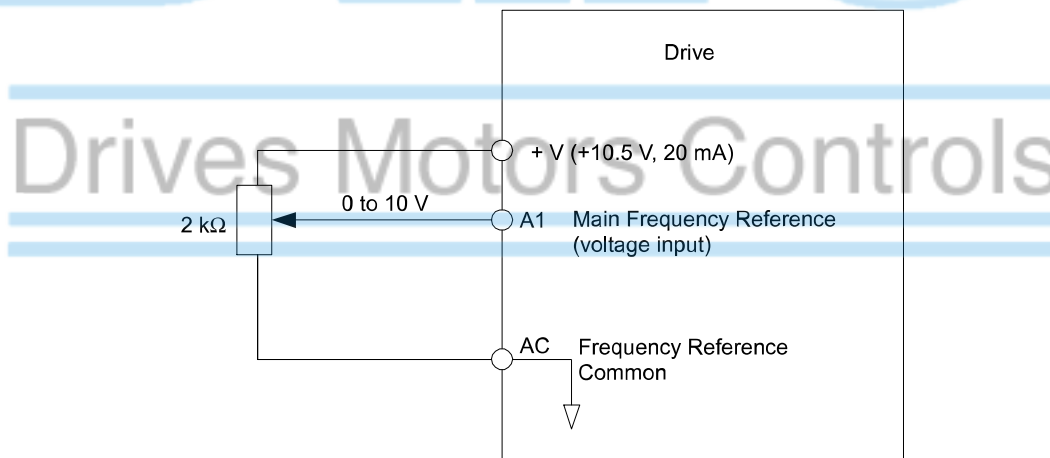 Drive
Drives Motors Controls
+ V (+10.5 V, 20 mA)
0 to 10 V
2 kΩ
A1 Main Frequency Reference
(voltage input)
AC Frequency Reference
Common